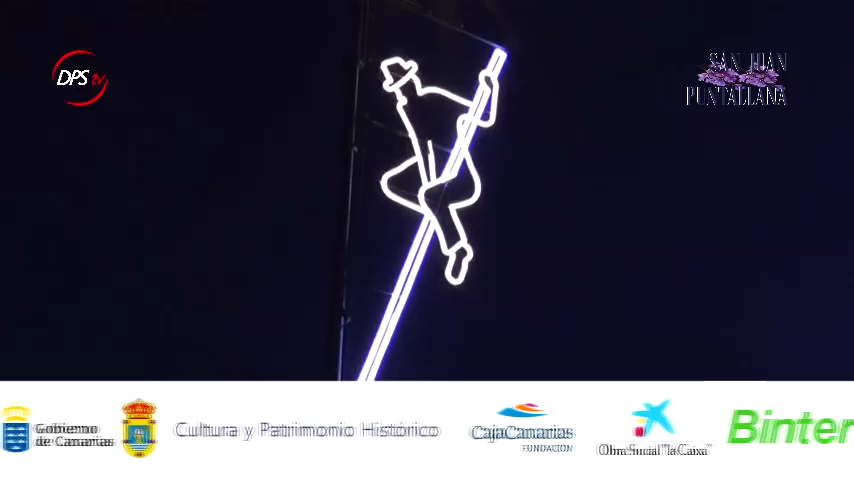 DPS tv
SAN JUAN
PUNTALLANA
Gobierno
de Canarias
Cultura y Patrimonio Histórico
CajaCanarias
FUNDACIÓN
Obra Social "la Caixa"
Binter